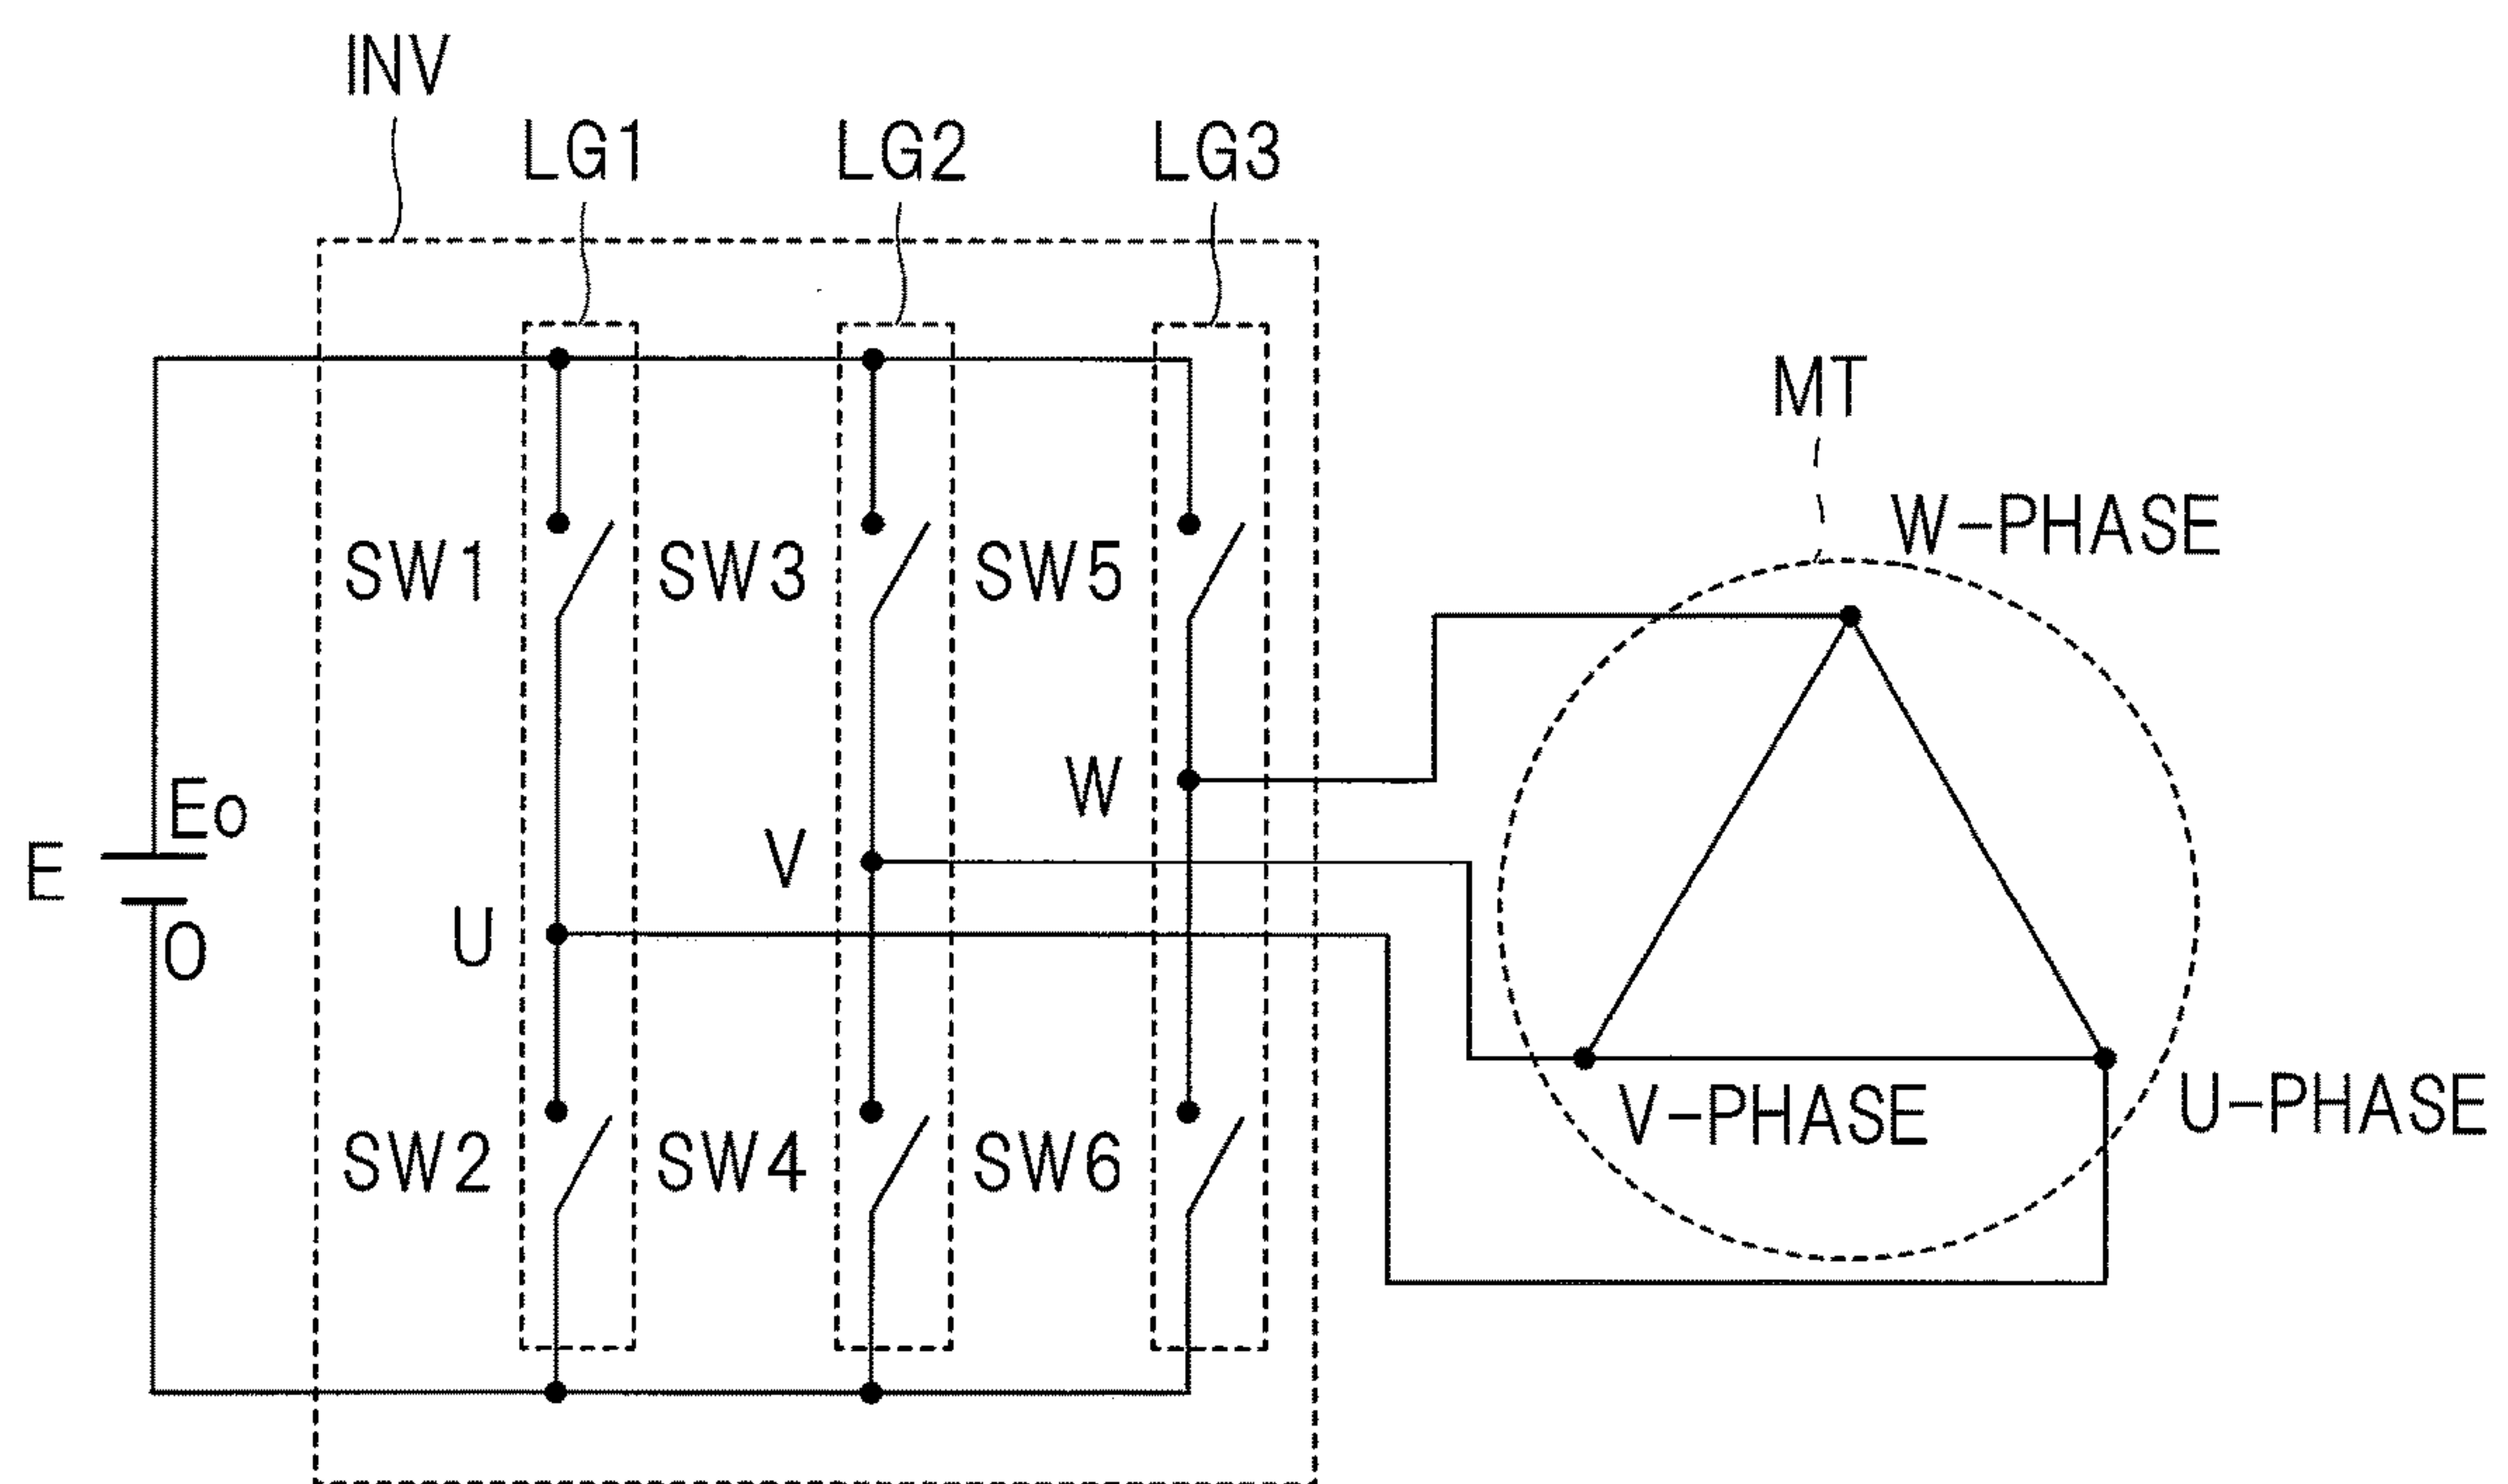 INV
LG1
LG2
LG3
MT
W-PHASE
SW1
SW3
SW5
Eo
E
O
U
V
W
SW2
SW4
SW6
V-PHASE
U-PHASE